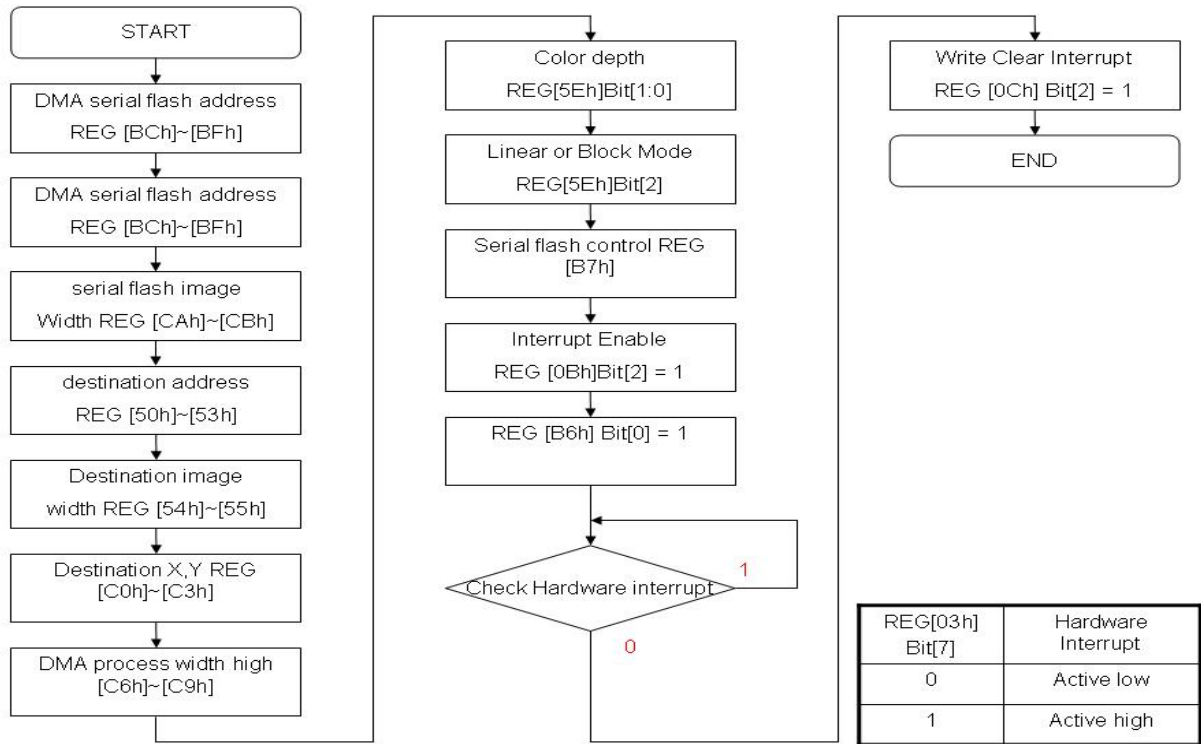 START
DMA serial flash address
REG [BCh]~[BFh]
DMA serial flash address
REG [BCh]~[BFh]
serial flash image
Width REG [CAh]~[CBh]
destination address
REG [50h]~[53h]
Destination image
width REG [54h]~[55h]
Destination X,Y REG
[C0h]~[C3h]
DMA process width high
[C6h]~[C9h]
Color depth
REG[5Eh]Bit[1:0]
Linear or Block Mode
REG[5Eh]Bit[2]
Serial flash control REG
[B7h]
Interrupt Enable
REG [0Bh]Bit[2] = 1
REG [B6h] Bit[0] = 1
Check Hardware interrupt
1
0
Write Clear Interrupt
REG [0Ch] Bit[2] = 1
END
REG[03h]
Bit[7]
Hardware
Interrupt
0
Active low
1
Active high